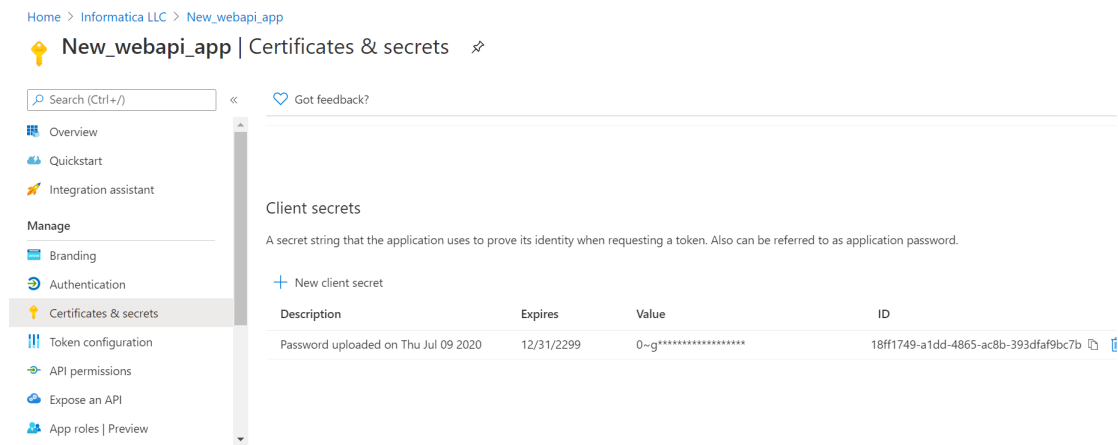 Home > Informatica LLC > New_webapi_app
New_webapi_app | Certificates & secrets
Search (Ctrl+/)
«
Got feedback?
Overview
Quickstart
Integration assistant
Manage
Branding
Authentication
Certificates & secrets
Token configuration
API permissions
Expose an API
App roles | Preview
Client secrets
A secret string that the application uses to prove its identity when requesting a token. Also can be referred to as application password.
+ New client secret
Description Expires Value ID
Password uploaded on Thu Jul 09 2020 12/31/2299 0~g****************** 18ff1749-a1dd-4865-ac8b-393dfaf9bc7b